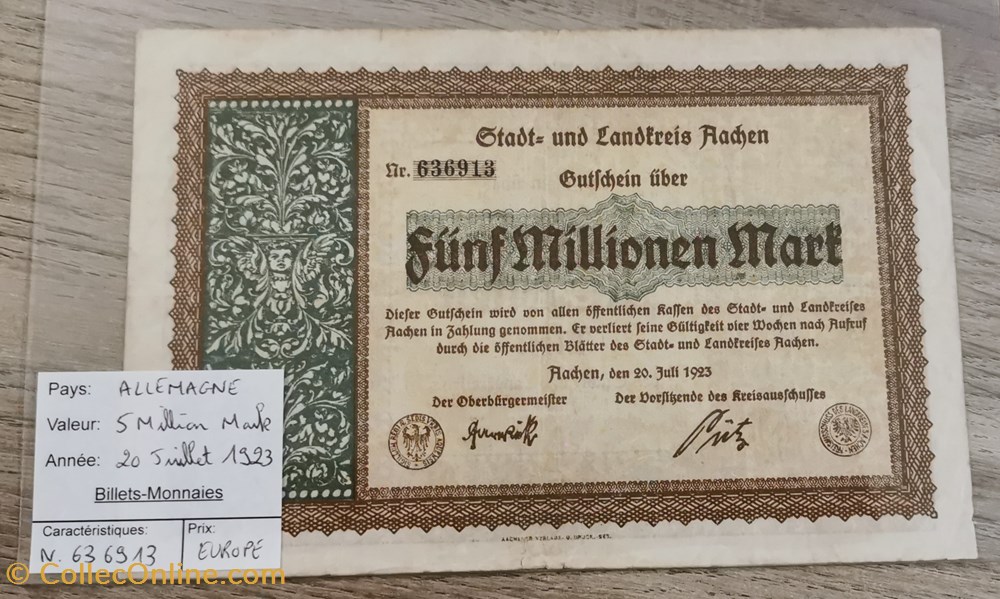 Stadt- und Landkreis Aachen
Nr. 636913
Gutschein über
Fünf Millionen Mark
Dieser Gutschein wird von allen öffentlichen Kassen des Stadt- und Landkreises
Aachen in Zahlung genommen. Er verliert seine Gültigkeit vier Wochen nach Aufruf
durch die öffentlichen Blätter des Stadt- und Landkreises Aachen.
Aachen, den 20. Juli 1923
Der Oberbürgermeister
Der Vorsitzende des Kreisausschusses
Pütz
Pays: ALLEMAGNE
Valeur: 5 Million Mark
Année: 20 Juillet 1923
Billets-Monnaies
Caractéristiques:
N. 636913
Prix:
EUROPE
© CollecOnline.com